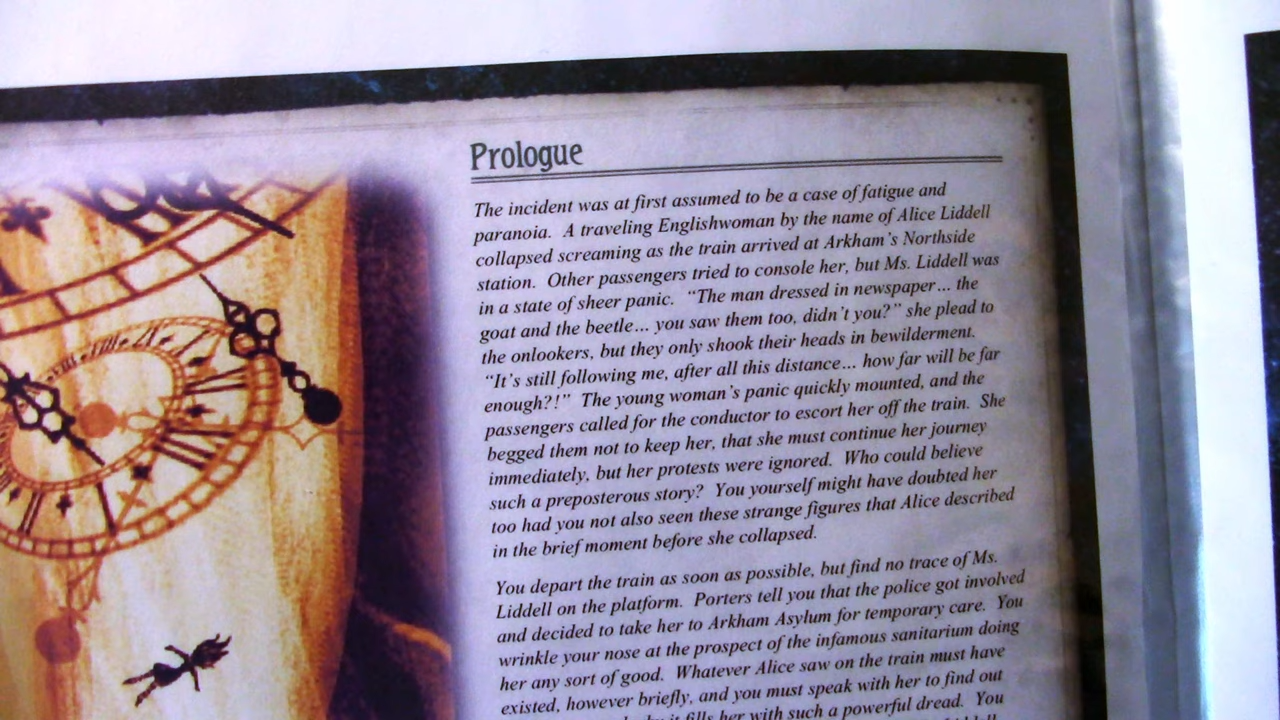 Prologue
The incident was at first assumed to be a case of fatigue and
paranoia. A traveling Englishwoman by the name of Alice Liddell
collapsed screaming as the train arrived at Arkham's Northside
station. Other passengers tried to console her, but Ms. Liddell was
in a state of sheer panic. "The man dressed in newspaper... the
goat and the beetle... you saw them too, didn't you?" she plead to
the onlookers, but they only shook their heads in bewilderment.
"It's still following me, after all this distance... how far will be far
enough?!" The young woman's panic quickly mounted, and the
passengers called for the conductor to escort her off the train. She
begged them not to keep her, that she must continue her journey
immediately, but her protests were ignored. Who could believe
such a preposterous story? You yourself might have doubted her
too had you not also seen these strange figures that Alice described
in the brief moment before she collapsed.
You depart the train as soon as possible, but find no trace of Ms.
Liddell on the platform. Porters tell you that the police got involved
and decided to take her to Arkham Asylum for temporary care. You
wrinkle your nose at the prospect of the infamous sanitarium doing
her any sort of good. Whatever Alice saw on the train must have
existed, however briefly, and you must speak with her to find out
it fills her with such a powerful dread. You